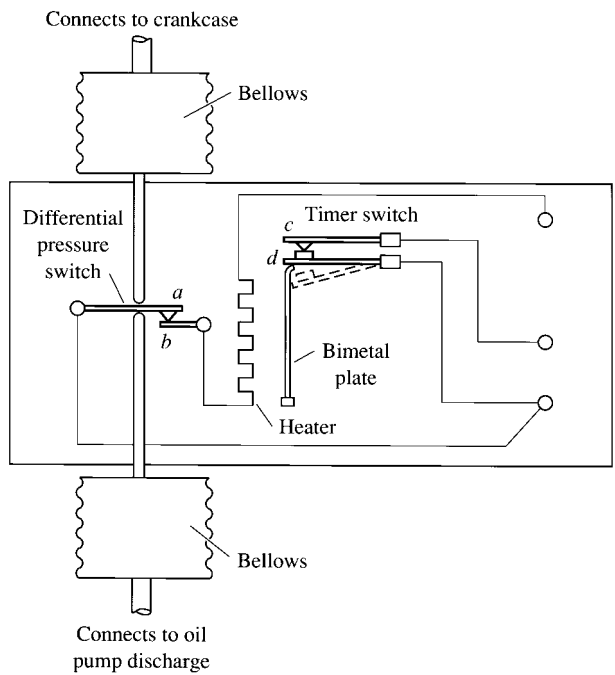 Connects to crankcase
Bellows
Differential
pressure
switch
a
b
c
Timer switch
d
Bimetal
plate
Heater
Bellows
Connects to oil
pump discharge